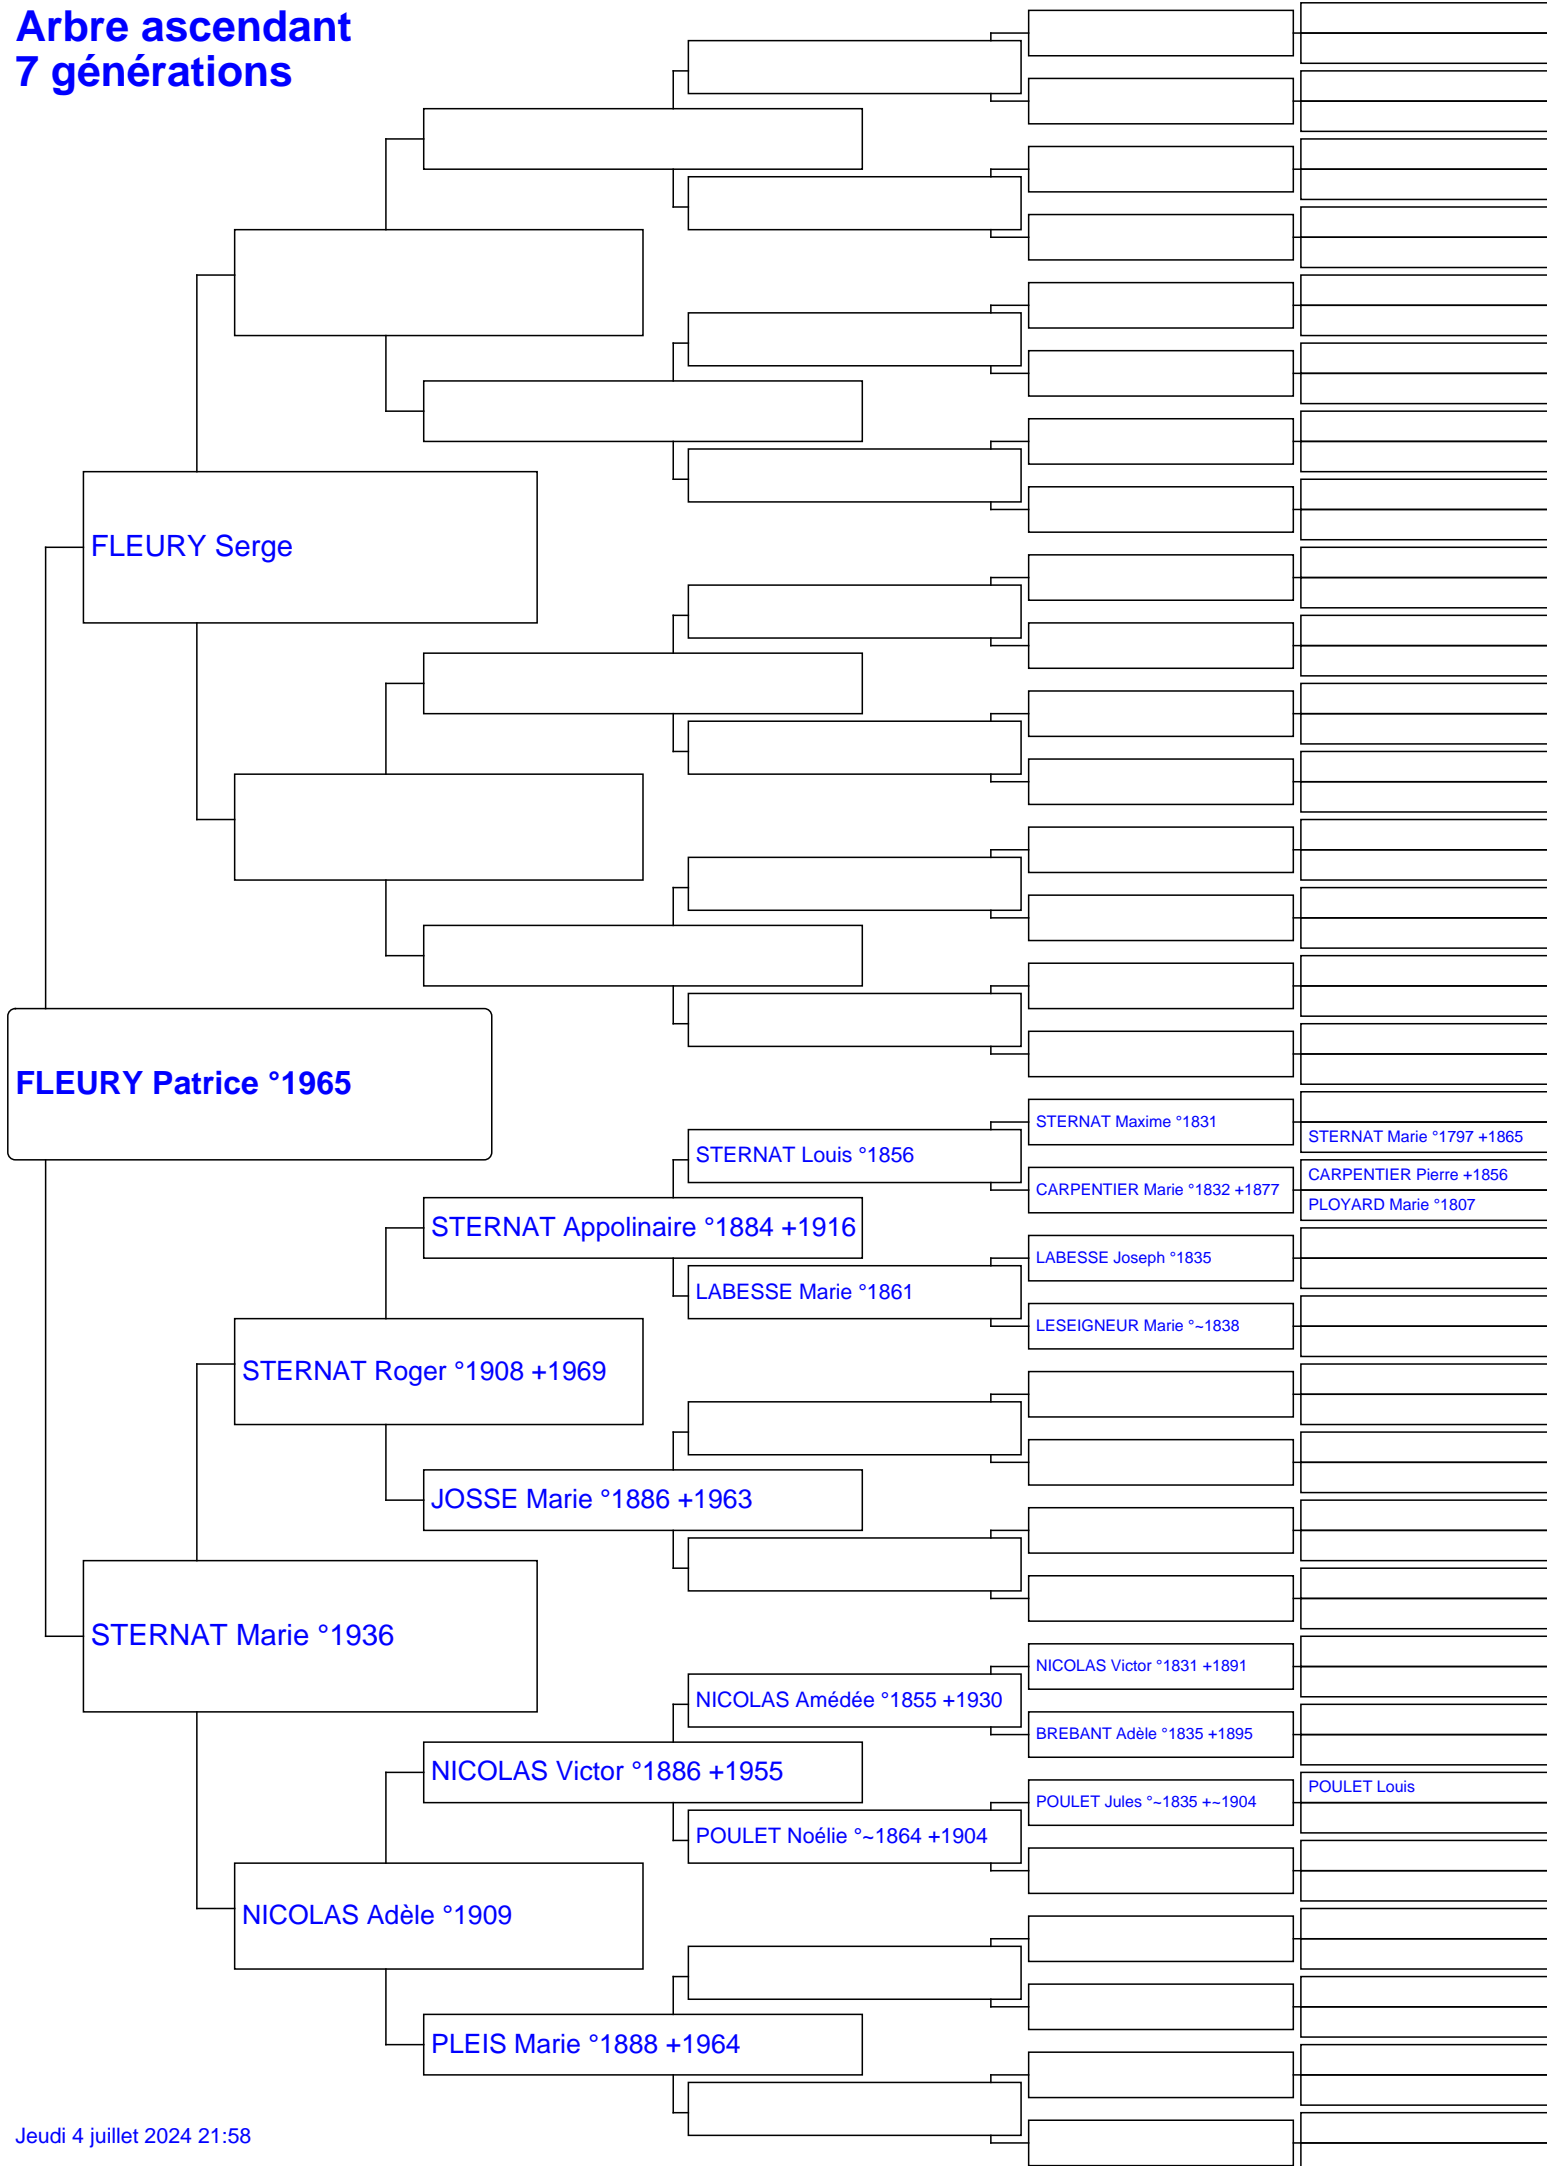 Arbre ascendant
7 générations
FLEURY Serge
FLEURY Patrice °1965
STERNAT Maxime °1831
STERNAT Marie °1797 +1865
STERNAT Louis °1856
CARPENTIER Pierre +1856
CARPENTIER Marie °1832 +1877
PLOYARD Marie °1807
STERNAT Appolinaire °1884 +1916
LABESSE Joseph °1835
LABESSE Marie °1861
LESEIGNEUR Marie °~1838
STERNAT Roger °1908 +1969
JOSSE Marie °1886 +1963
STERNAT Marie °1936
NICOLAS Victor °1831 +1891
NICOLAS Amédée °1855 +1930
BREBANT Adèle °1835 +1895
NICOLAS Victor °1886 +1955
POULET Louis
POULET Jules °~1835 +~1904
POULET Noélie °~1864 +1904
NICOLAS Adèle °1909
PLEIS Marie °1888 +1964
Jeudi 4 juillet 2024 21:58